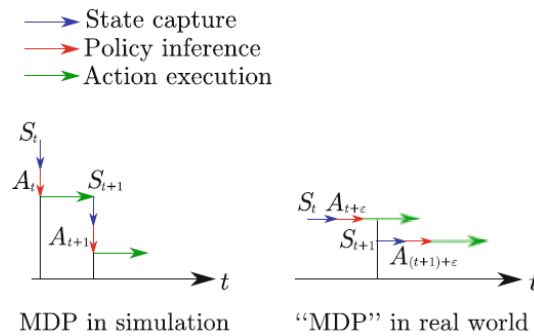 State capture
Policy inference
Action execution
S_t
A_t
S_{t+1}
A_{t+1}
t
MDP in simulation
S_t A_{t+ε}
S_{t+1}
A_{(t+1)+ε}
t
“MDP” in real world